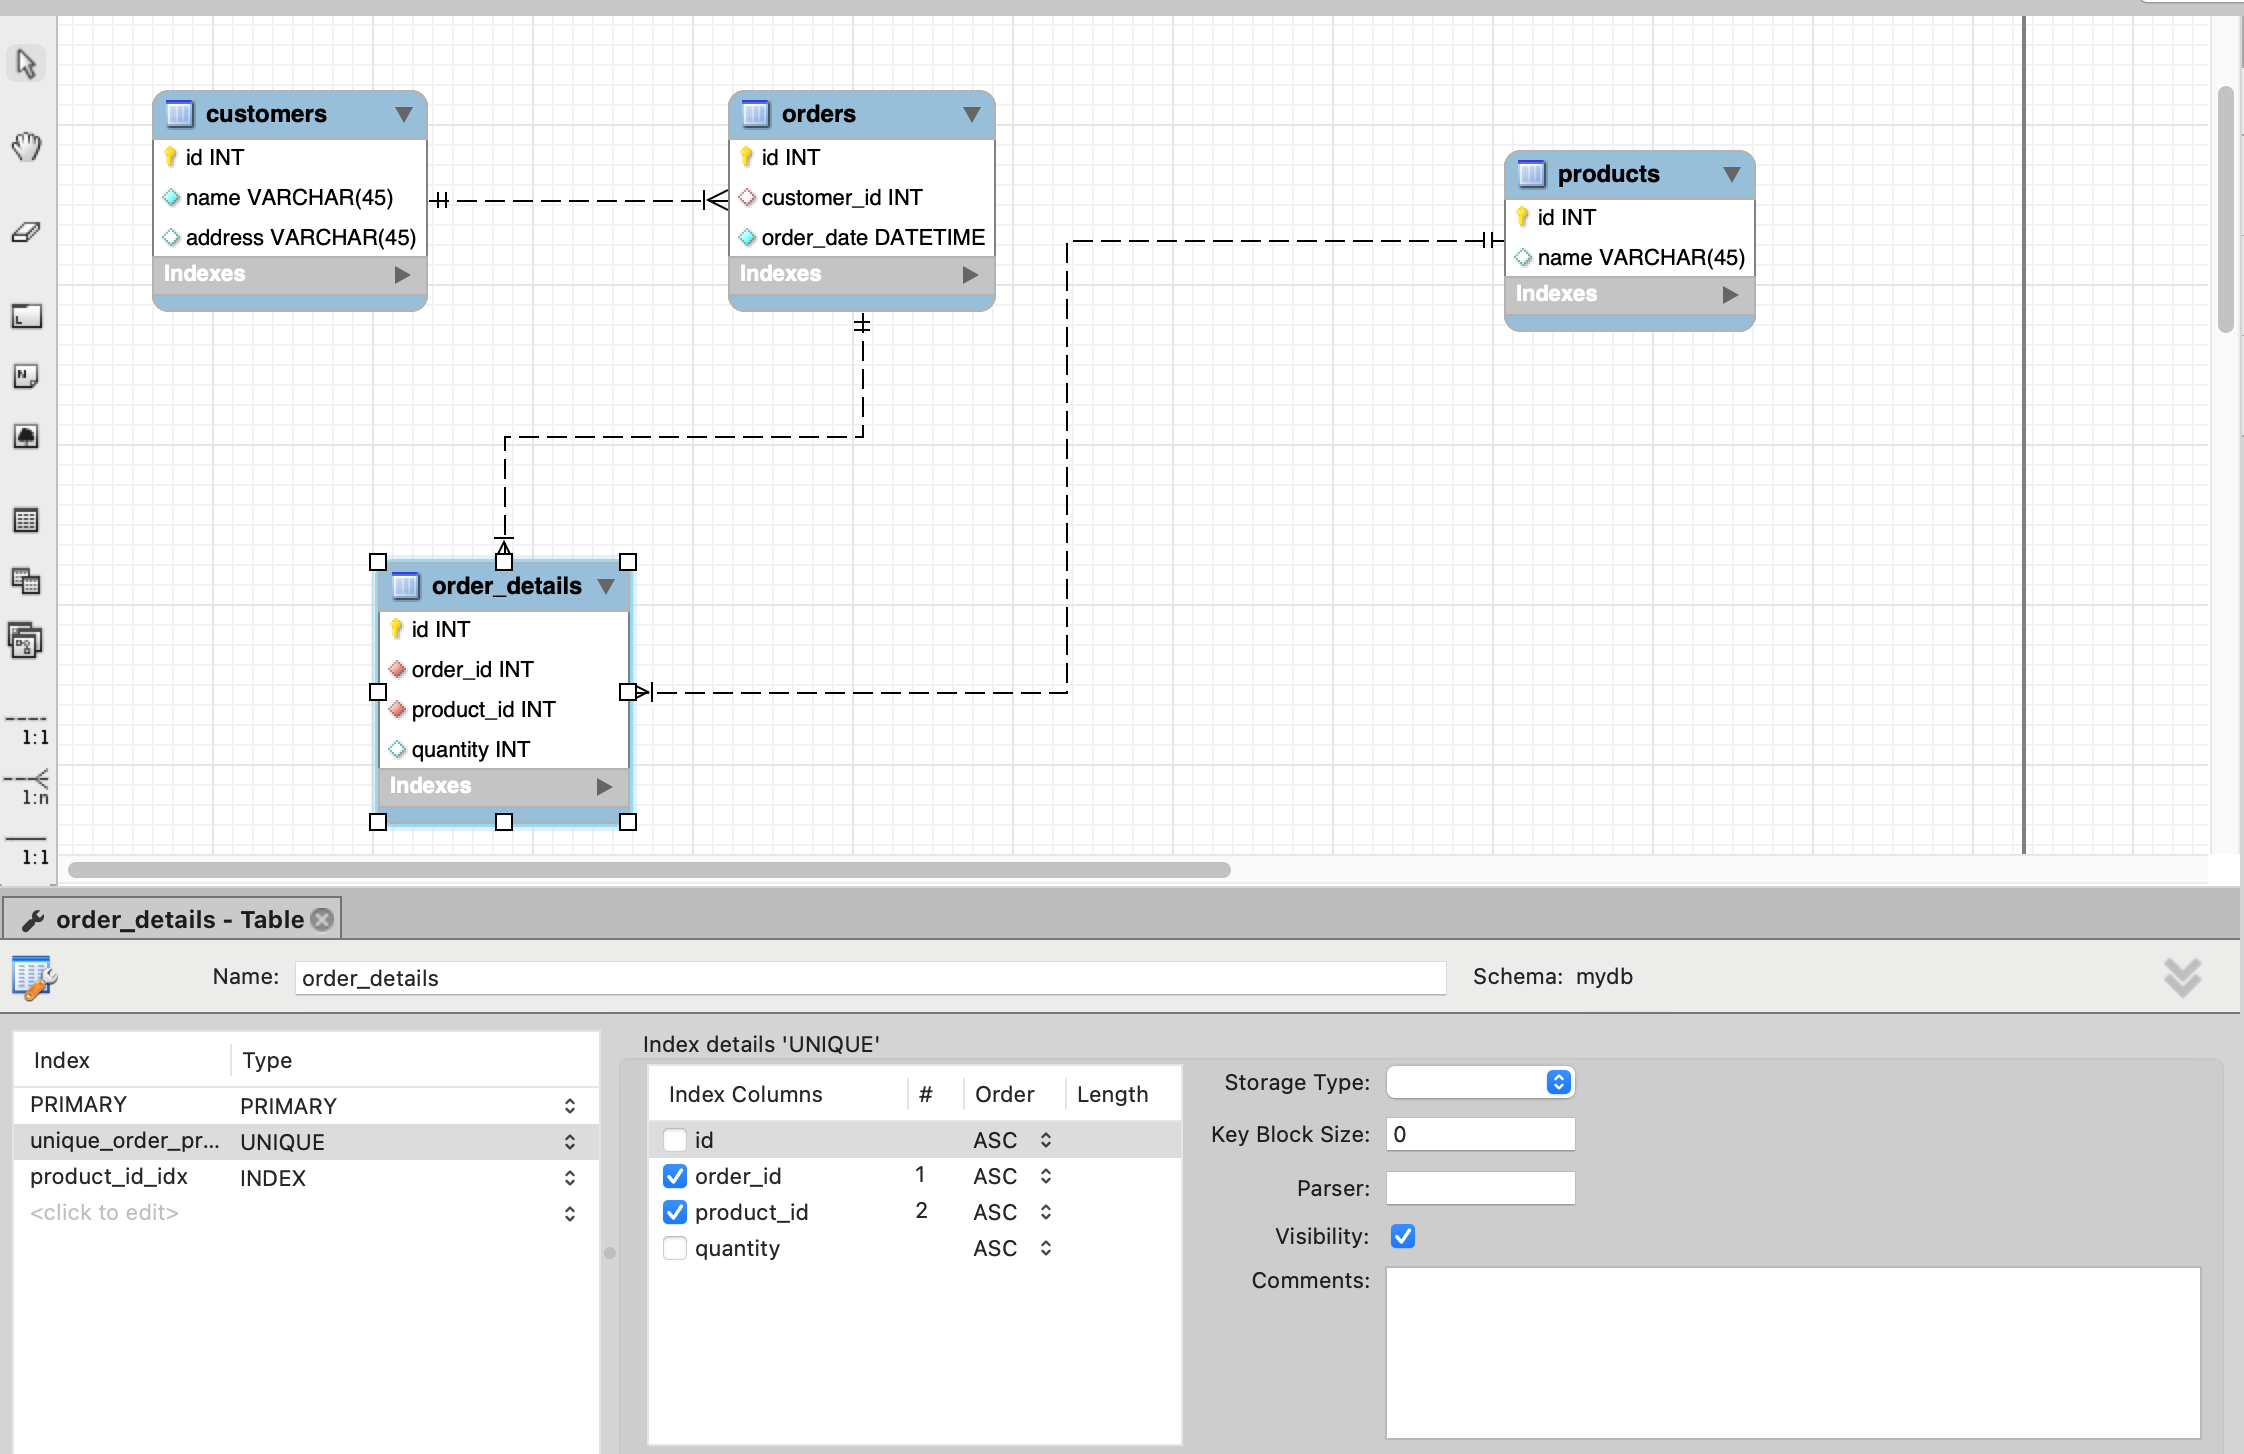 customers
id INT
name VARCHAR(45)
address VARCHAR(45)
Indexes
orders
id INT
customer_id INT
order_date DATETIME
Indexes
products
id INT
name VARCHAR(45)
Indexes
order_details
id INT
order_id INT
product_id INT
quantity INT
Indexes
1:1
1:n
1:1
order_details - Table
Name: order_details
Schema: mydb
Index Type
PRIMARY PRIMARY
unique_order_pr... UNIQUE
product_id_idx INDEX
<click to edit>
Index details 'UNIQUE'
Index Columns # Order Length
id ASC
order_id 1 ASC
product_id 2 ASC
quantity ASC
Storage Type:
Key Block Size: 0
Parser:
Visibility:
Comments: